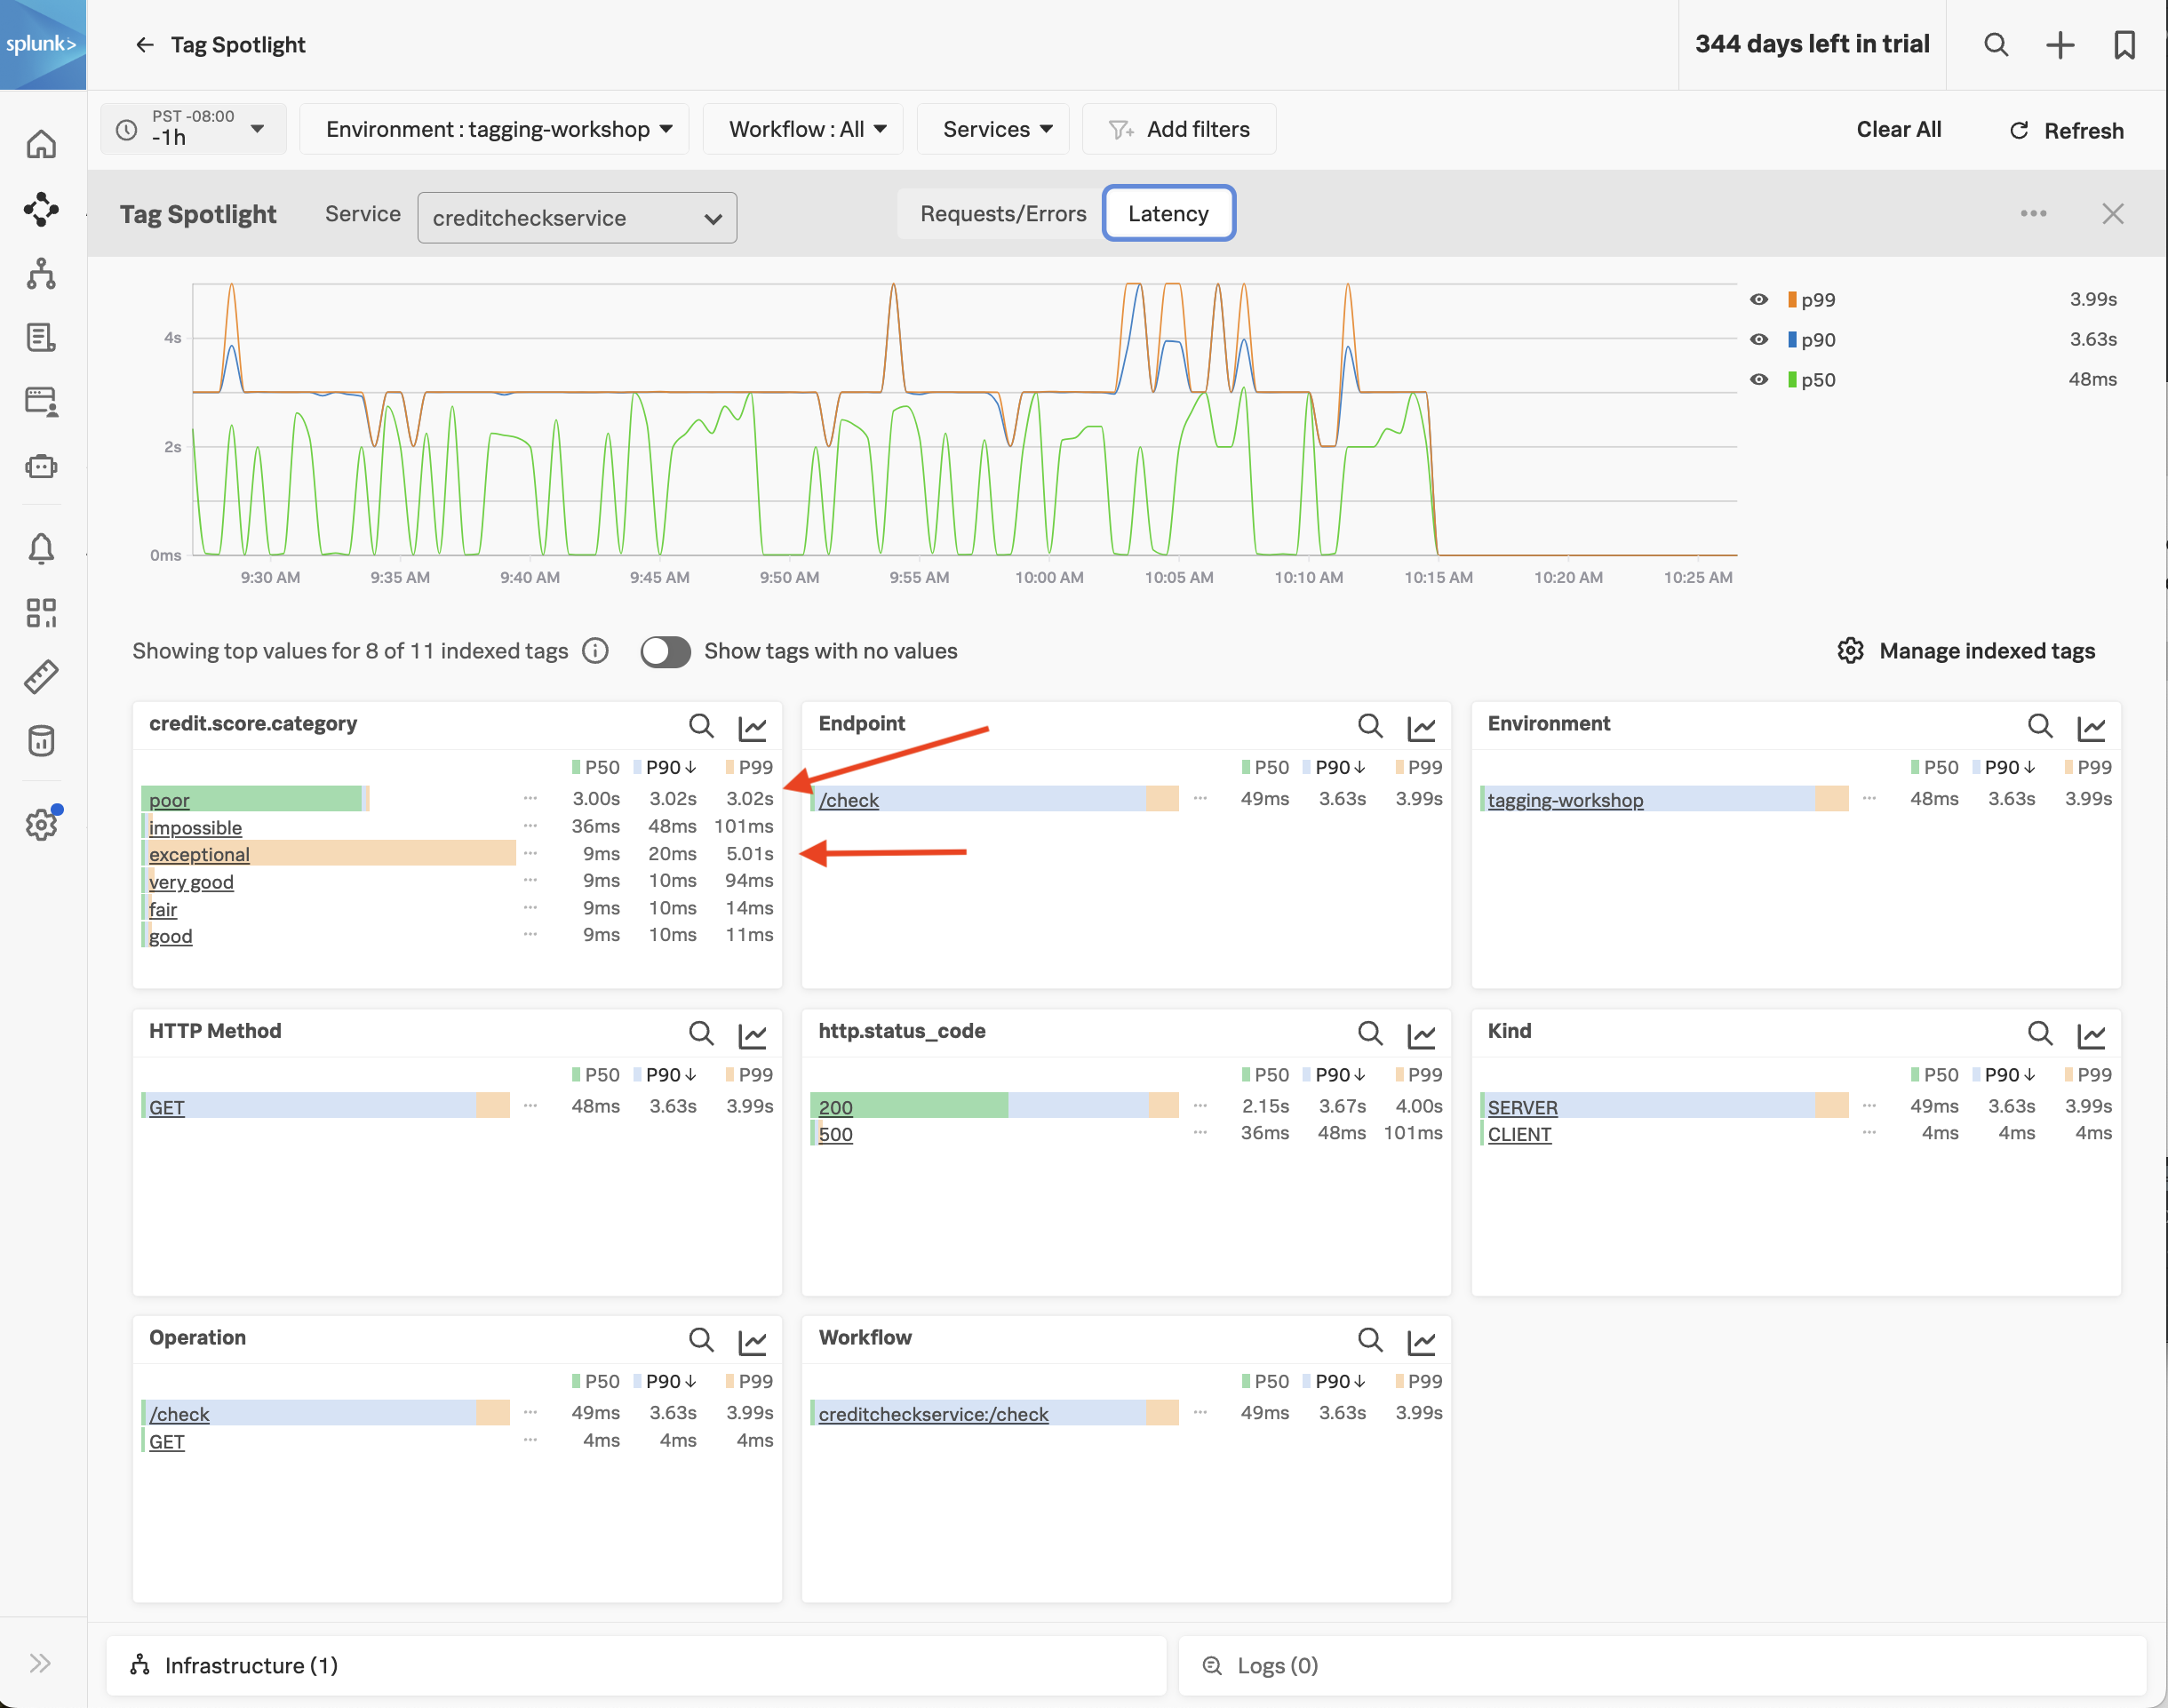 splunk>
Tag Spotlight
344 days left in trial
PST -08:00
-1h
Environment : tagging-workshop
Workflow : All
Services
Add filters
Clear All
Refresh
Tag Spotlight
Service
creditcheckservice
Requests/Errors
Latency
4s
2s
0ms
9:30 AM
9:35 AM
9:40 AM
9:45 AM
9:50 AM
9:55 AM
10:00 AM
10:05 AM
10:10 AM
10:15 AM
10:20 AM
10:25 AM
p99 3.99s
p90 3.63s
p50 48ms
Showing top values for 8 of 11 indexed tags
Show tags with no values
Manage indexed tags
credit.score.category
P50 P90 P99
poor 3.00s 3.02s 3.02s
impossible 36ms 48ms 101ms
exceptional 9ms 20ms 5.01s
very good 9ms 10ms 94ms
fair 9ms 10ms 14ms
good 9ms 10ms 11ms
Endpoint
P50 P90 P99
/check 49ms 3.63s 3.99s
Environment
P50 P90 P99
tagging-workshop 48ms 3.63s 3.99s
HTTP Method
P50 P90 P99
GET 48ms 3.63s 3.99s
http.status_code
P50 P90 P99
200 2.15s 3.67s 4.00s
500 36ms 48ms 101ms
Kind
P50 P90 P99
SERVER 49ms 3.63s 3.99s
CLIENT 4ms 4ms 4ms
Operation
P50 P90 P99
/check 49ms 3.63s 3.99s
GET 4ms 4ms 4ms
Workflow
P50 P90 P99
creditcheckservice:/check 49ms 3.63s 3.99s
Infrastructure (1)
Logs (0)